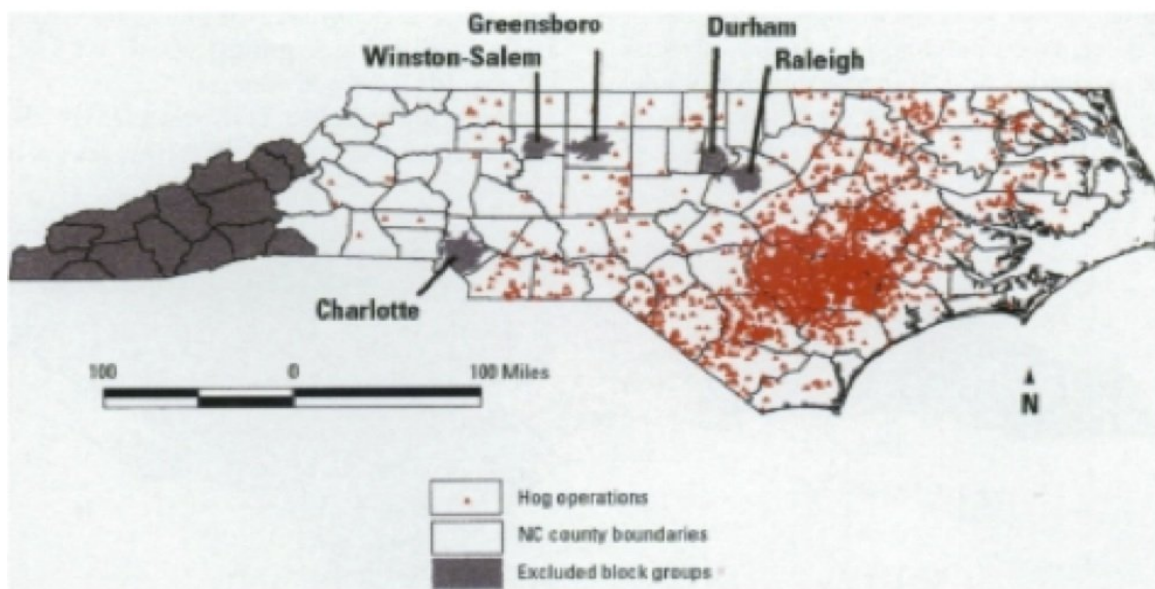 Greensboro
Durham
Winston-Salem
Raleigh
Charlotte
100 0 100 Miles
N
Hog operations
NC county boundaries
Excluded block groups